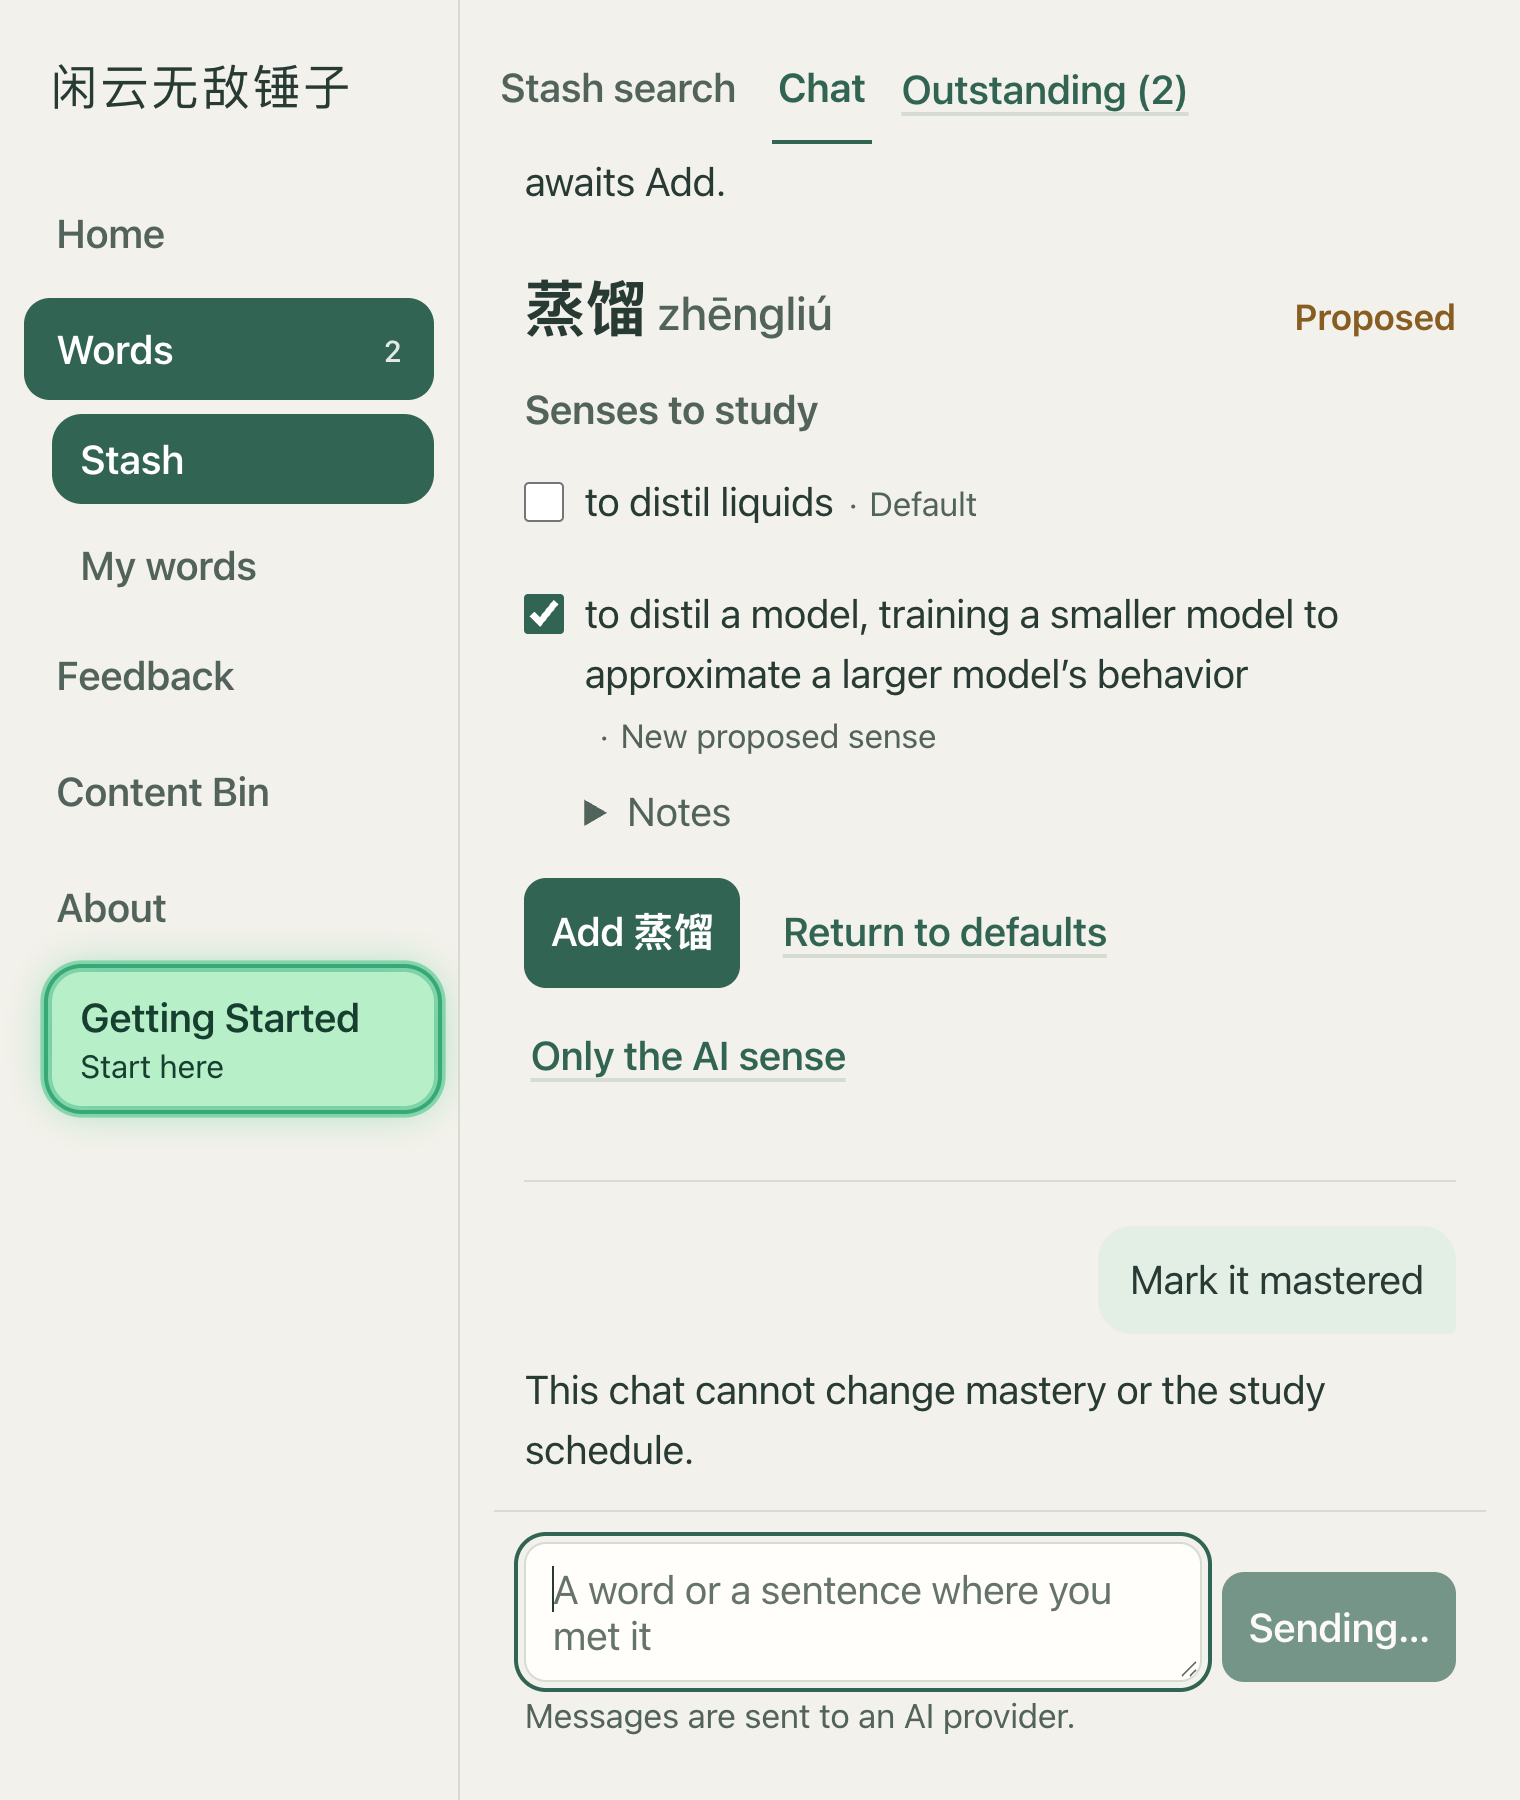 闲云无敌锤子
Home
Words 2
Stash
My words
Feedback
Content Bin
About
Getting Started
Start here
Stash search Chat Outstanding (2)
awaits Add.
蒸馏 zhēngliú Proposed
Senses to study
to distil liquids · Default
to distil a model, training a smaller model to
approximate a larger model’s behavior
· New proposed sense
Notes
Add 蒸馏 Return to defaults
Only the AI sense
Mark it mastered
This chat cannot change mastery or the study
schedule.
A word or a sentence where you
met it
Sending...
Messages are sent to an AI provider.